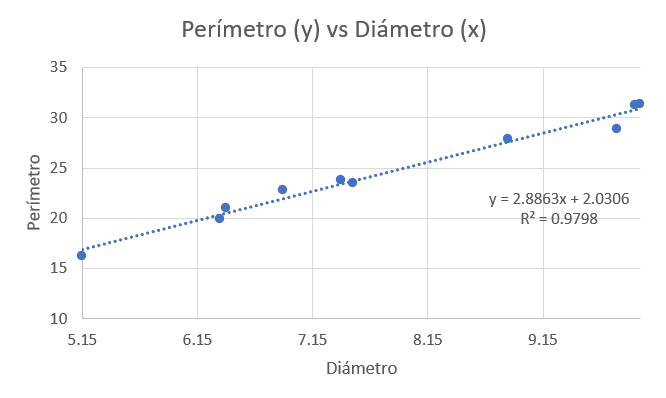 Perímetro (y) vs Diámetro (x)
35
30
25
20
15
10
Perímetro
y = 2.8863x + 2.0306
R² = 0.9798
5.15 6.15 7.15 8.15 9.15
Diámetro